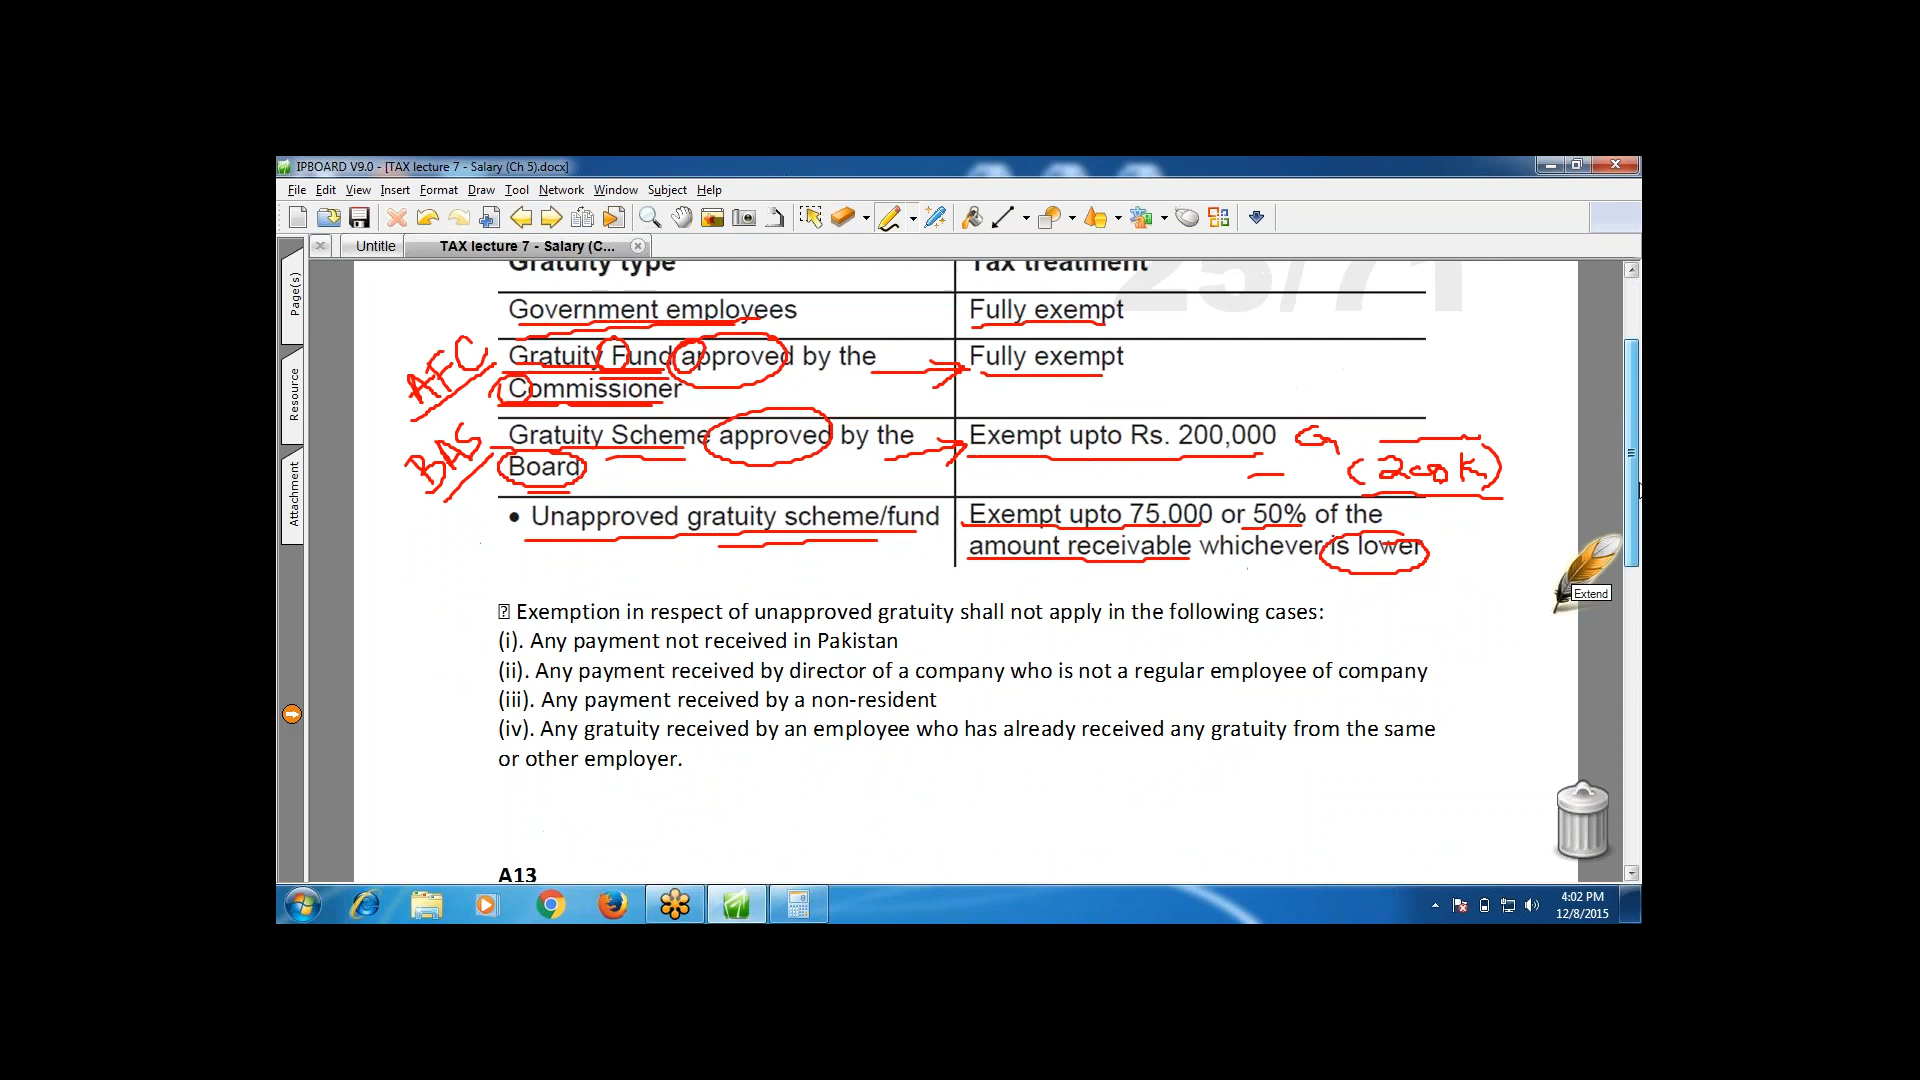 IPBOARD V9.0 - [TAX lecture 7 - Salary (Ch 5).docx]
File Edit View Insert Format Draw Tool Network Window Subject Help
Untitle TAX lecture 7 - Salary (C...
Page(s)
Resource
Attachment
25/71
Gratuity type Tax treatment
Government employees Fully exempt
AFC Gratuity Fund approved by the Fully exempt
Commissioner
BAS Gratuity Scheme approved by the Exempt upto Rs. 200,000
Board (200K)
• Unapproved gratuity scheme/fund Exempt upto 75,000 or 50% of the
amount receivable whichever is lower
Extend
Exemption in respect of unapproved gratuity shall not apply in the following cases:
(i). Any payment not received in Pakistan
(ii). Any payment received by director of a company who is not a regular employee of company
(iii). Any payment received by a non-resident
(iv). Any gratuity received by an employee who has already received any gratuity from the same
or other employer.
A13
4:02 PM
12/8/2015